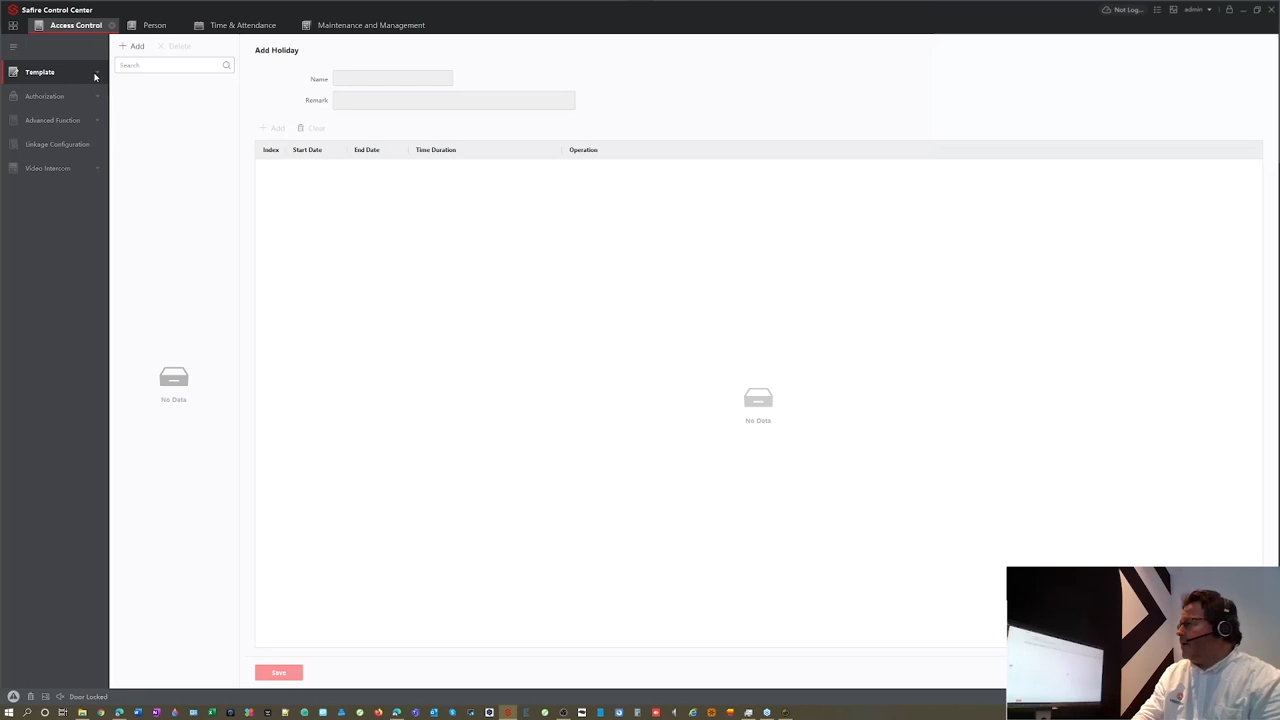 Safire Control Center
Not Log...
admin
Access Control
Person
Time & Attendance
Maintenance and Management
Template
Authorization
Advanced Function
Linkage Configuration
Video Intercom
+ Add
Delete
Search
No Data
Add Holiday
Name
Remark
+ Add
Clear
Index
Start Date
End Date
Time Duration
Operation
No Data
Save
Door Locked